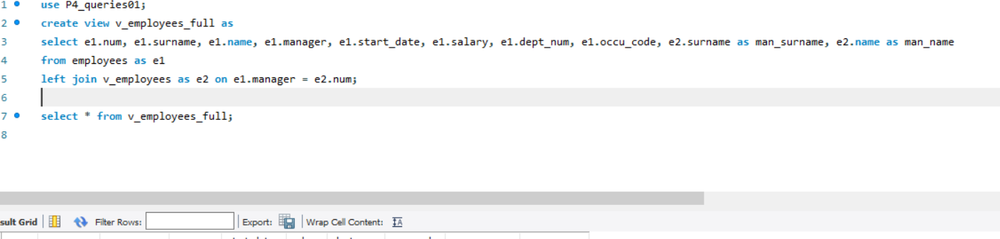 1 use P4_queries01;
2 create view v_employees_full as
3 select e1.num, e1.surname, e1.name, e1.manager, e1.start_date, e1.salary, e1.dept_num, e1.occu_code, e2.surname as man_surname, e2.name as man_name
4 from employees as e1
5 left join v_employees as e2 on e1.manager = e2.num;
6
7 select * from v_employees_full;
8
sult Grid Filter Rows: Export: Wrap Cell Content: IA